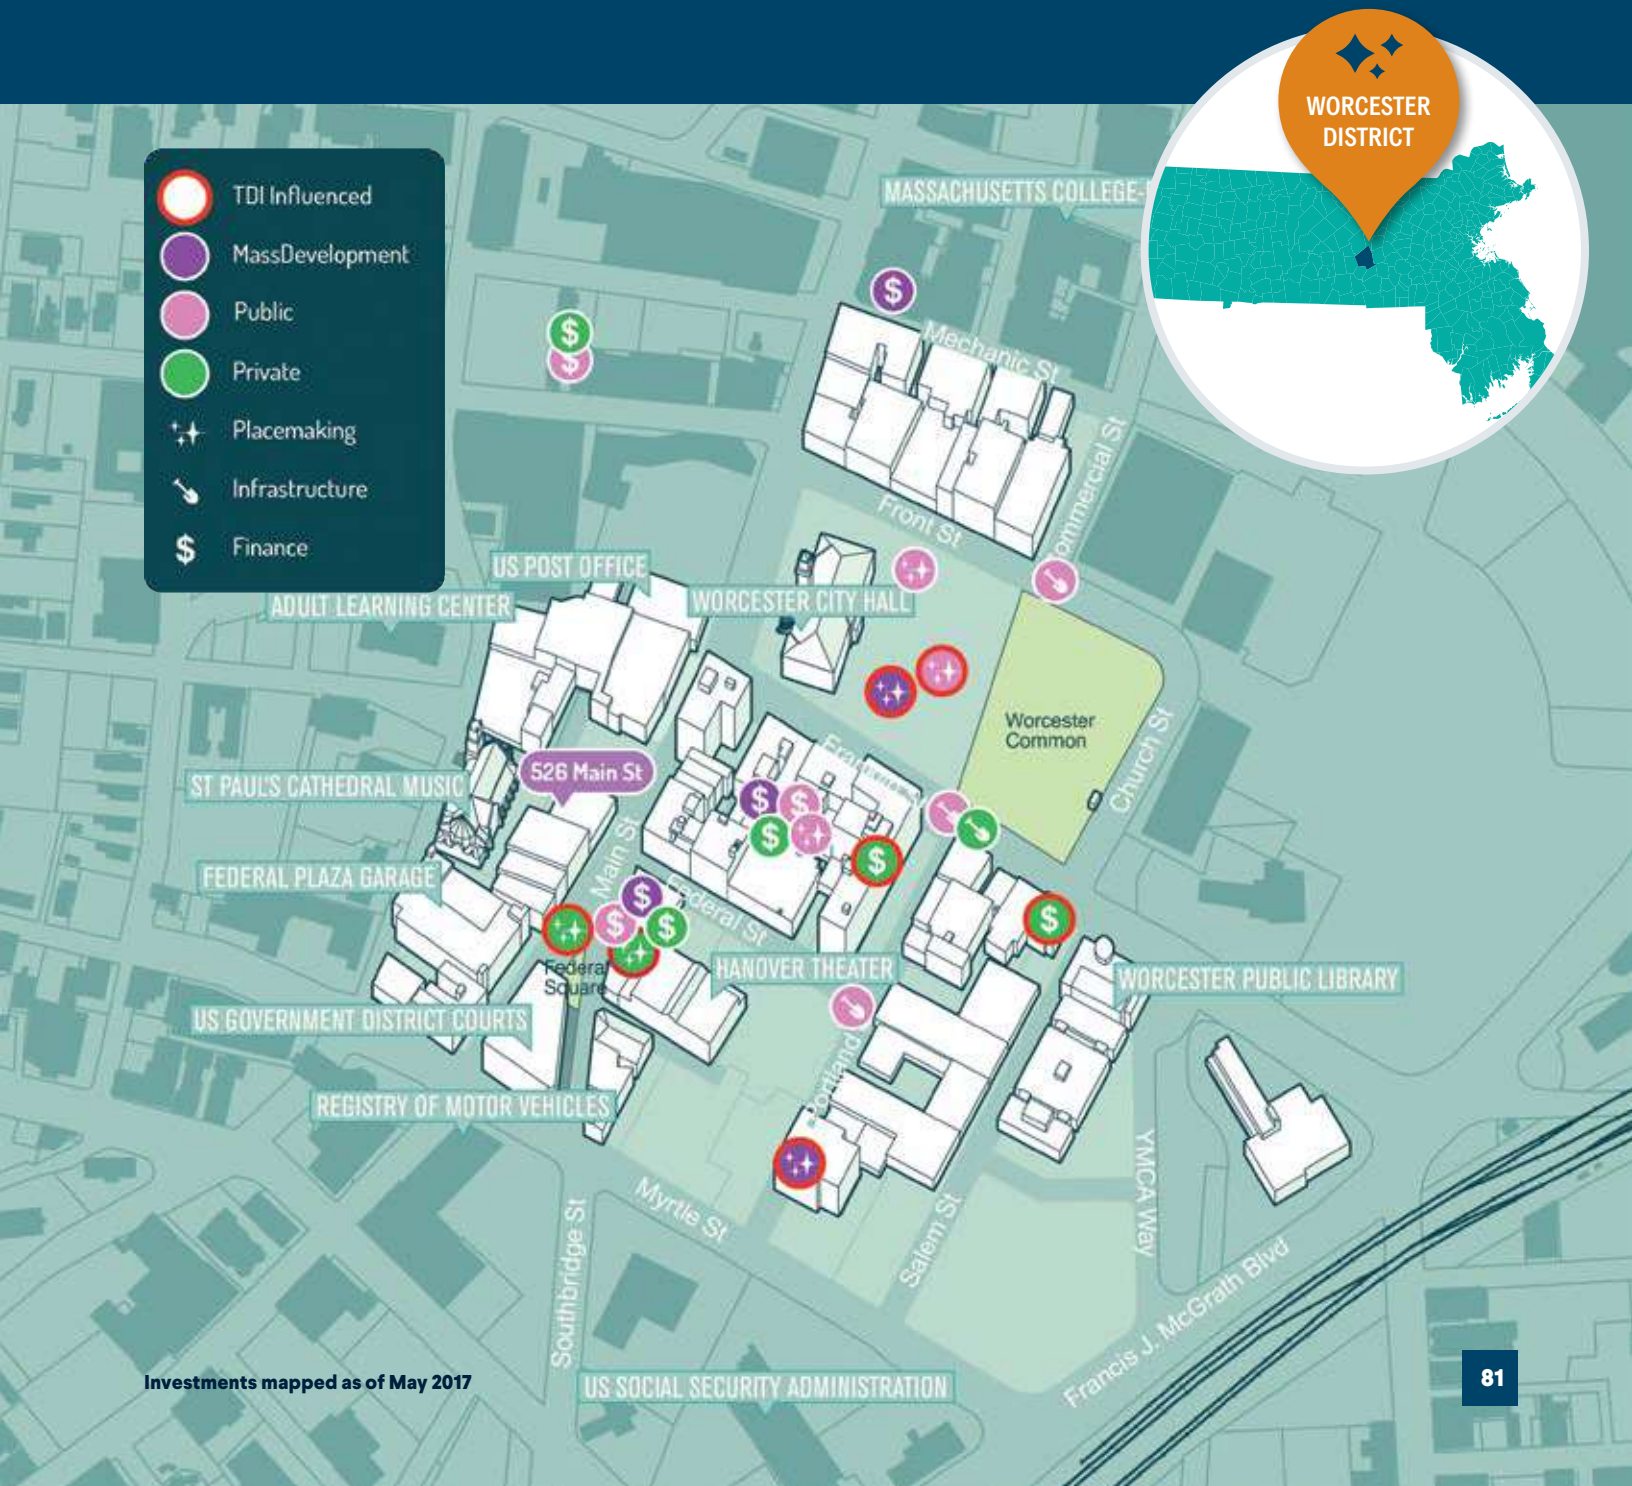 WORCESTER
DISTRICT
TDI Influenced
MassDevelopment
Public
Private
Placemaking
Infrastructure
$ Finance
MASSACHUSETTS COLLEGE-
$
$
$
Mechanic St
Commercial St
Front St
US POST OFFICE
ADULT LEARNING CENTER
WORCESTER CITY HALL
Worcester
Common
Church St
ST PAUL'S CATHEDRAL MUSIC
526 Main St
$
$
$
$
Main St
FEDERAL PLAZA GARAGE
$
$
$
Federal St
$
Federal
Square
HANOVER THEATER
WORCESTER PUBLIC LIBRARY
US GOVERNMENT DISTRICT COURTS
Portland
REGISTRY OF MOTOR VEHICLES
YMCA Way
Myrtle St
Salem St
Southbridge St
Francis J. McGrath Blvd
Investments mapped as of May 2017
US SOCIAL SECURITY ADMINISTRATION
81